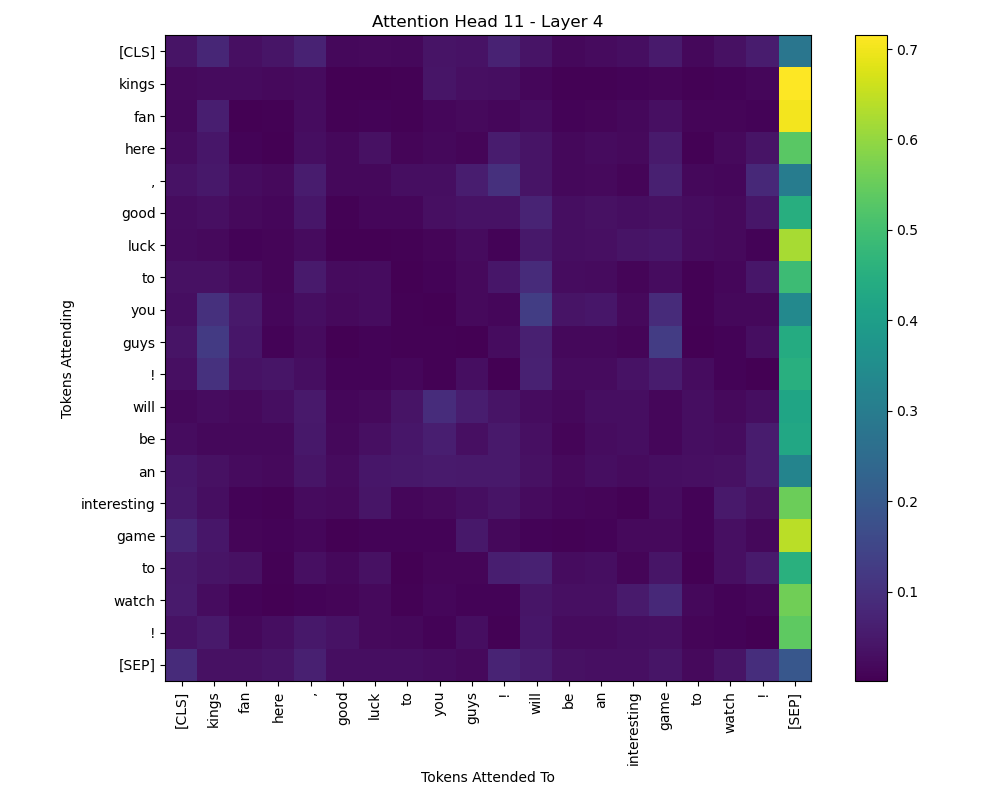 Attention Head 11 - Layer 4
[CLS]
kings
fan
here
,
good
luck
to
you
guys
!
will
be
an
interesting
game
to
watch
!
[SEP]
Tokens Attending
[CLS]
kings
fan
here
,
good
luck
to
you
guys
!
will
be
an
interesting
game
to
watch
!
[SEP]
Tokens Attended To
0.7
0.6
0.5
0.4
0.3
0.2
0.1